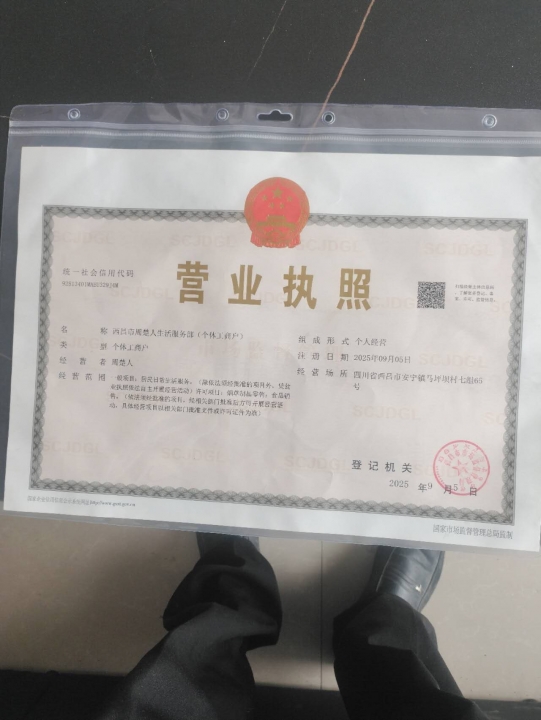 营业执照
统一社会信用代码
名称 西昌市周楚人生活服务部（个体工商户）
类型 个体工商户
经营者 周楚人
经营范围 一般项目：居民日常生活服务。（除依法须经批准的项目外，凭营
业执照依法自主开展经营活动）许可项目：烟草制品零售；食品销
售。（依法须经批准的项目，经相关部门批准后方可开展经营活
动，具体经营项目以相关部门批准文件或许可证件为准）
组成形式 个人经营
注册日期 2025年09月05日
经营场所 四川省西昌市安宁镇马坪坝村七组65
号
登记机关
2025 年 9 月 5 日
SCJDGL
国家市场监督管理总局监制